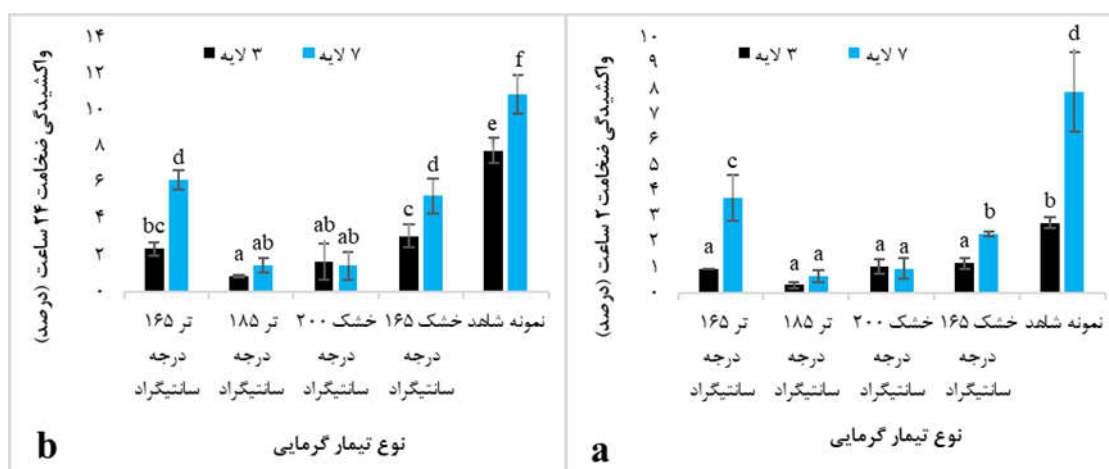 ۱۴
۱۲
۱۰
۸
۶
۴
۲
۰
واکشیدگی ضخامت ۲۴ ساعت (درصد)
۳ لایه
۷ لایه
bc
d
a
ab
ab
ab
c
d
e
f
تر ۱۶۵ درجه سانتیگراد
تر ۱۸۵ درجه سانتیگراد
خشک ۲۰۰ درجه سانتیگراد
خشک ۱۶۵ درجه سانتیگراد
نمونه شاهد
نوع تیمار گرمایی
b
۱۰
۹
۸
۷
۶
۵
۴
۳
۲
۱
۰
واکشیدگی ضخامت ۲ ساعت (درصد)
۳ لایه
۷ لایه
a
c
a
a
a
a
a
b
b
d
تر ۱۶۵ درجه سانتیگراد
تر ۱۸۵ درجه سانتیگراد
خشک ۲۰۰ درجه سانتیگراد
خشک ۱۶۵ درجه سانتیگراد
نمونه شاهد
نوع تیمار گرمایی
a